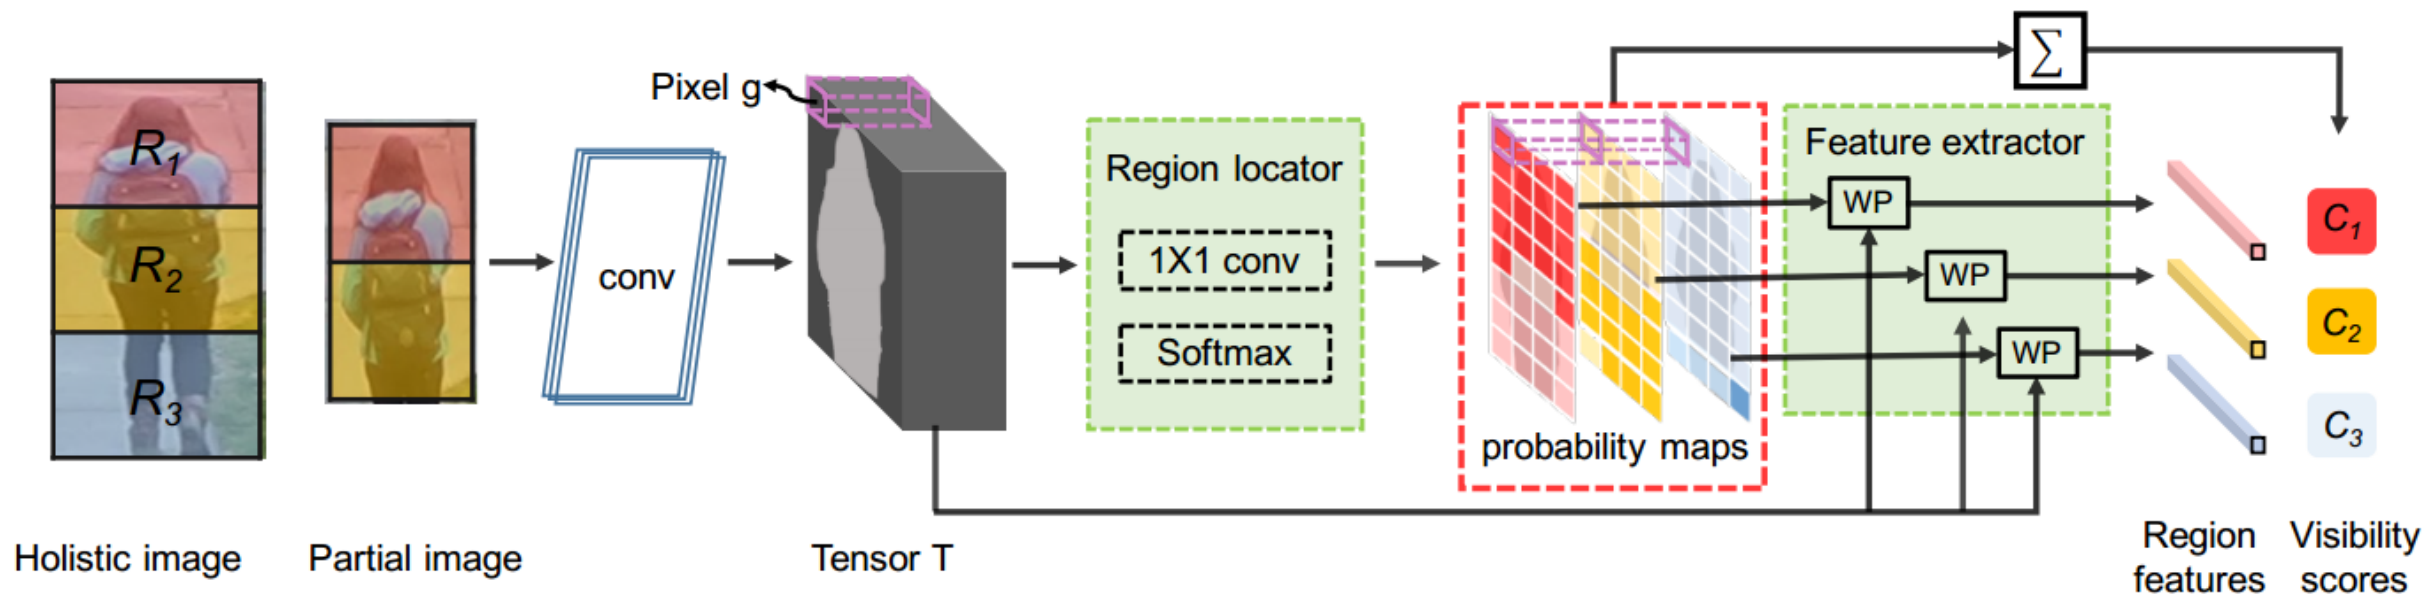 R1
R2
R3
Holistic image
Partial image
conv
Pixel g
Tensor T
Region locator
1X1 conv
Softmax
probability maps
∑
Feature extractor
WP
WP
WP
C1
C2
C3
Region
features
Visibility
scores